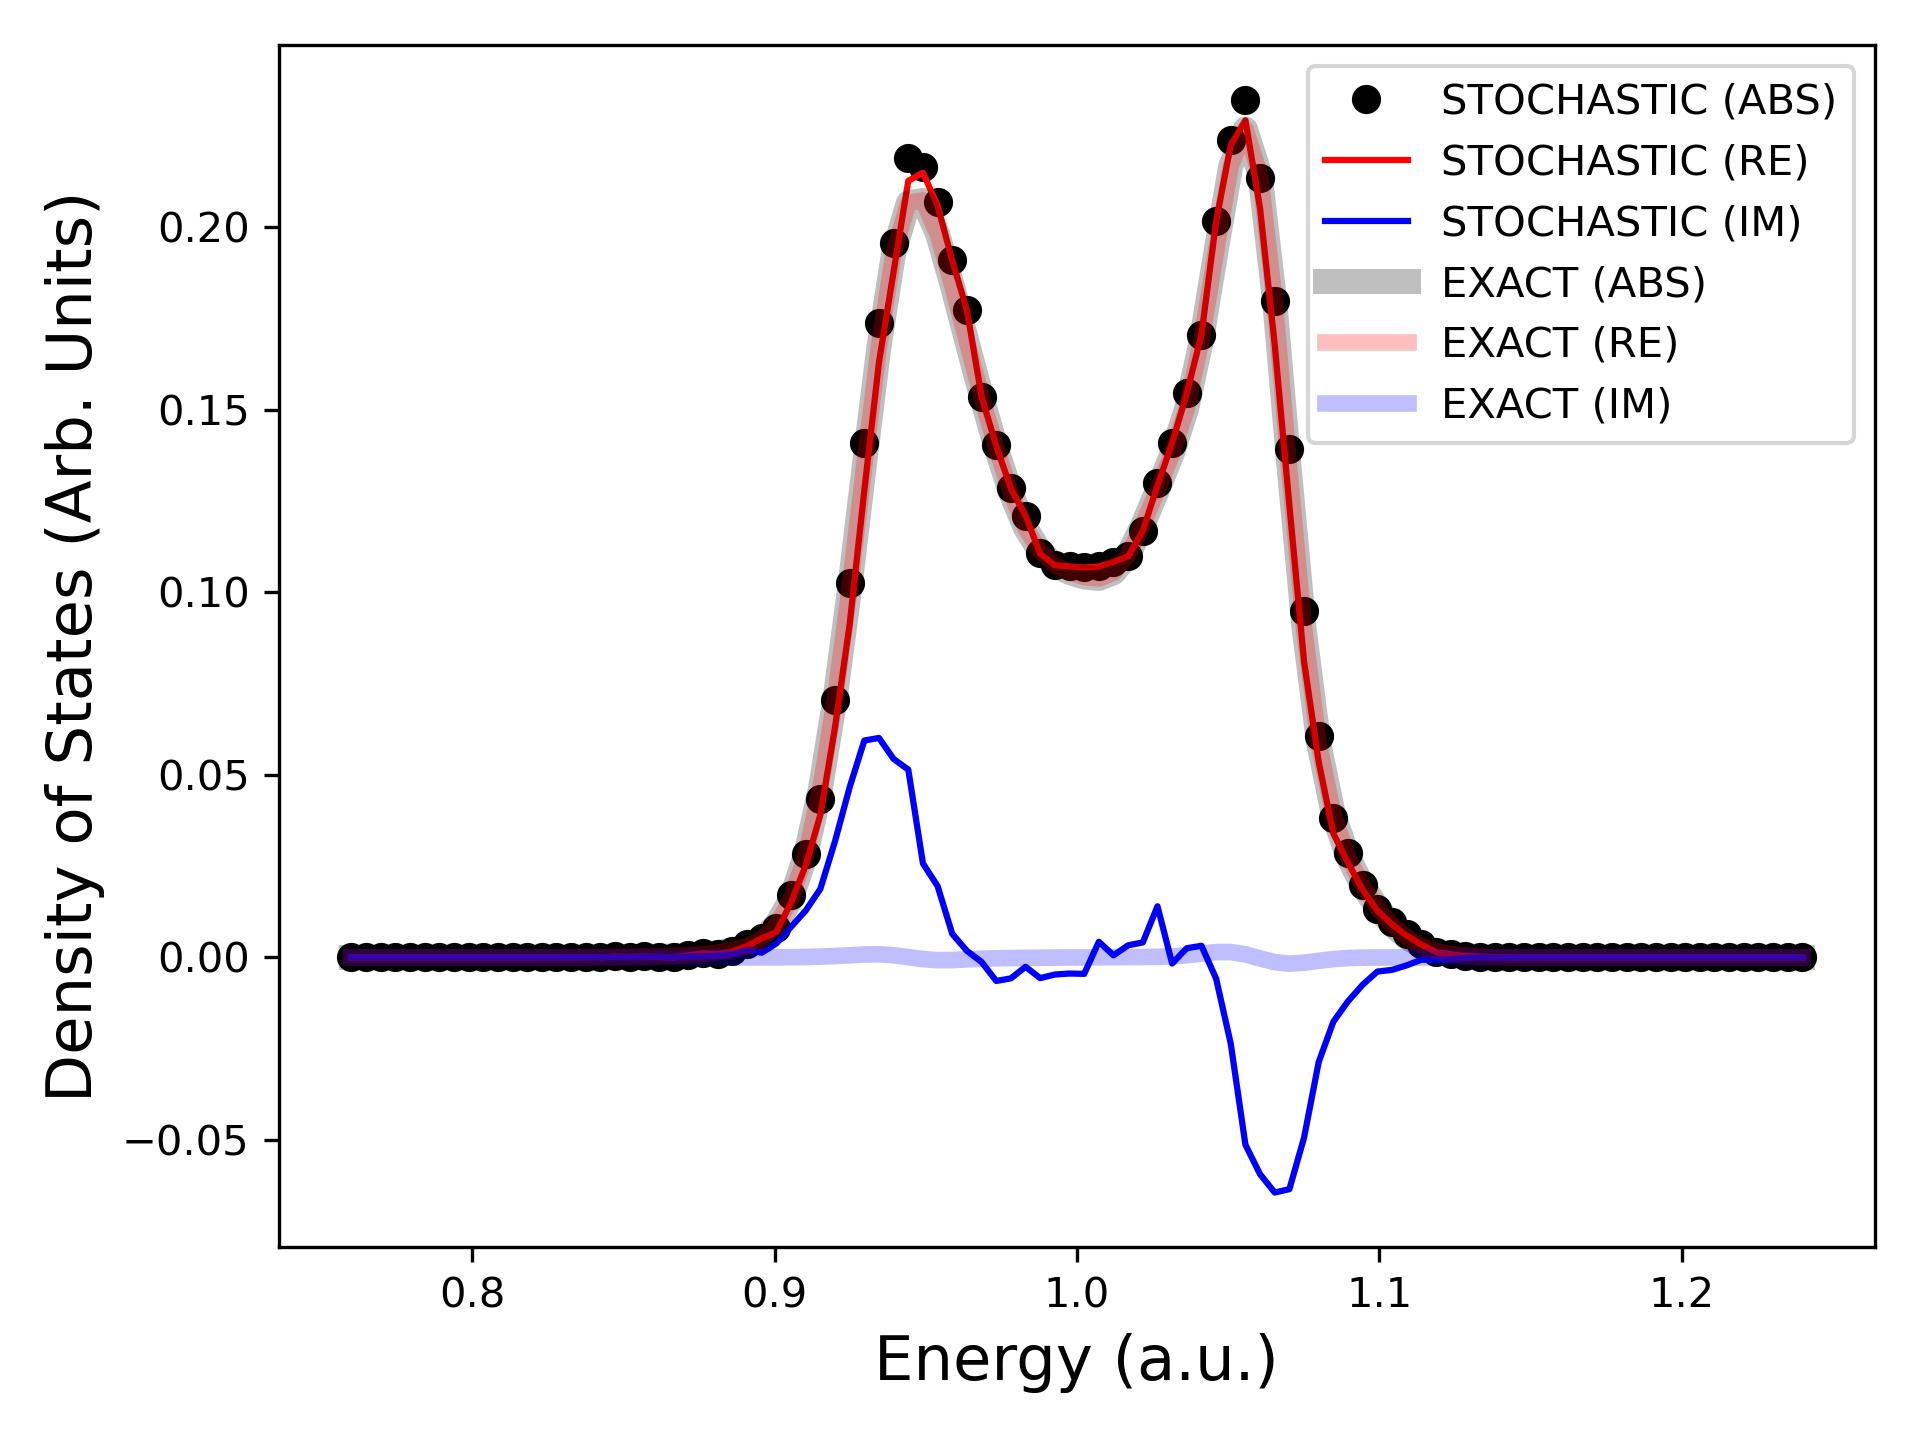 STOCHASTIC (ABS)
STOCHASTIC (RE)
STOCHASTIC (IM)
EXACT (ABS)
EXACT (RE)
EXACT (IM)
Density of States (Arb. Units)
0.20
0.15
0.10
0.05
0.00
−0.05
0.8 0.9 1.0 1.1 1.2
Energy (a.u.)